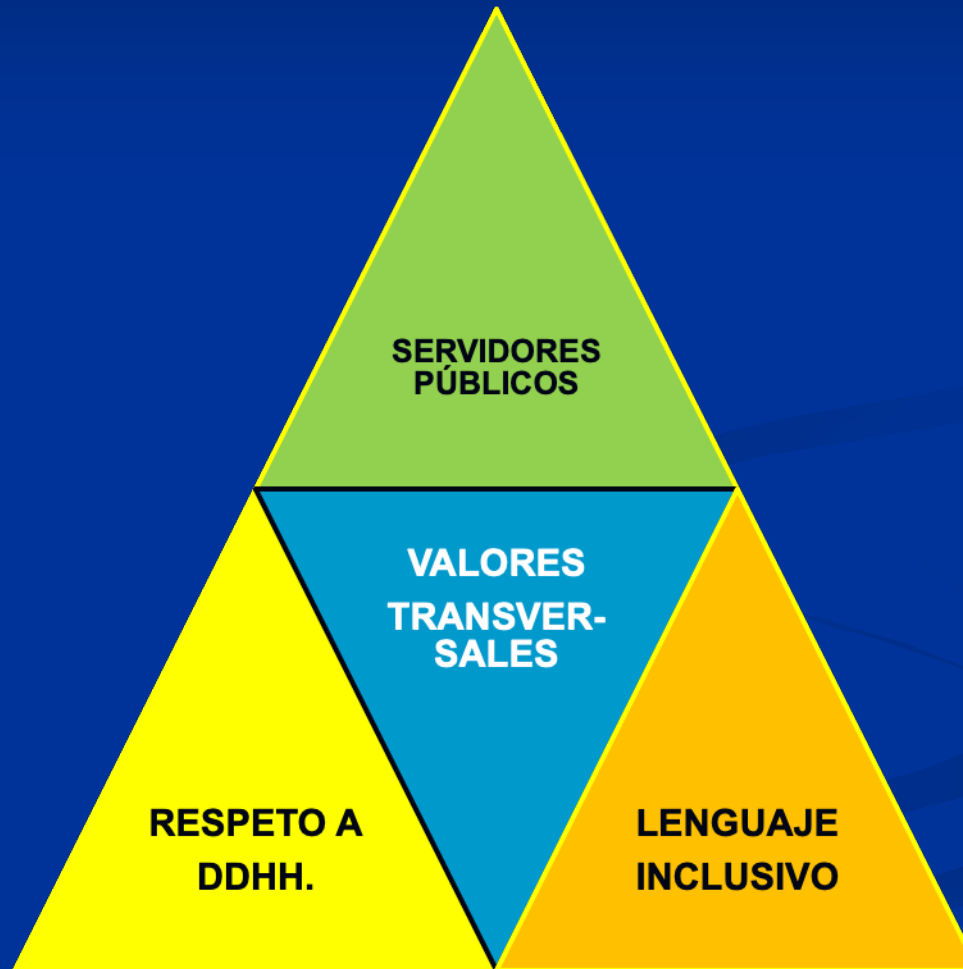 SERVIDORES
PÚBLICOS
VALORES
TRANSVER-
SALES
RESPETO A
DDHH.
LENGUAJE
INCLUSIVO